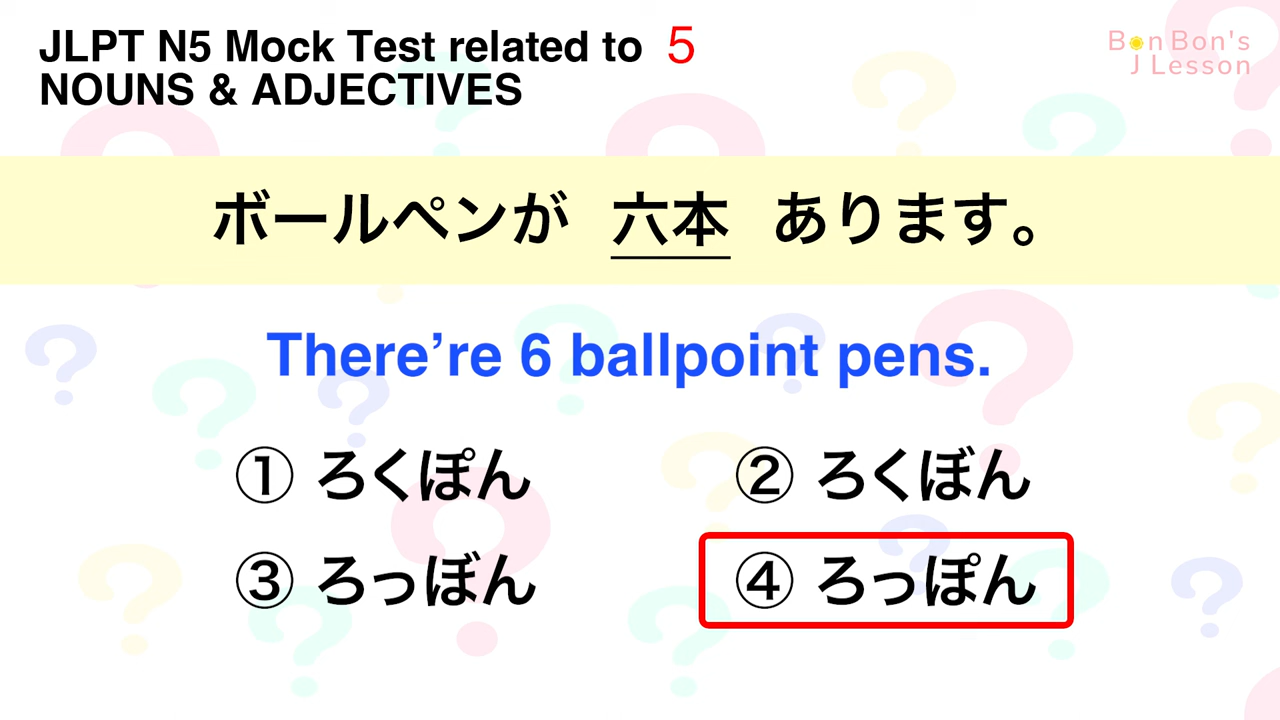 JLPT N5 Mock Test related to 5
NOUNS & ADJECTIVES
BonBon's
J Lesson
ボールペンが 六本 あります。
There’re 6 ballpoint pens.
① ろくぽん
② ろくぼん
③ ろっぼん
④ ろっぽん